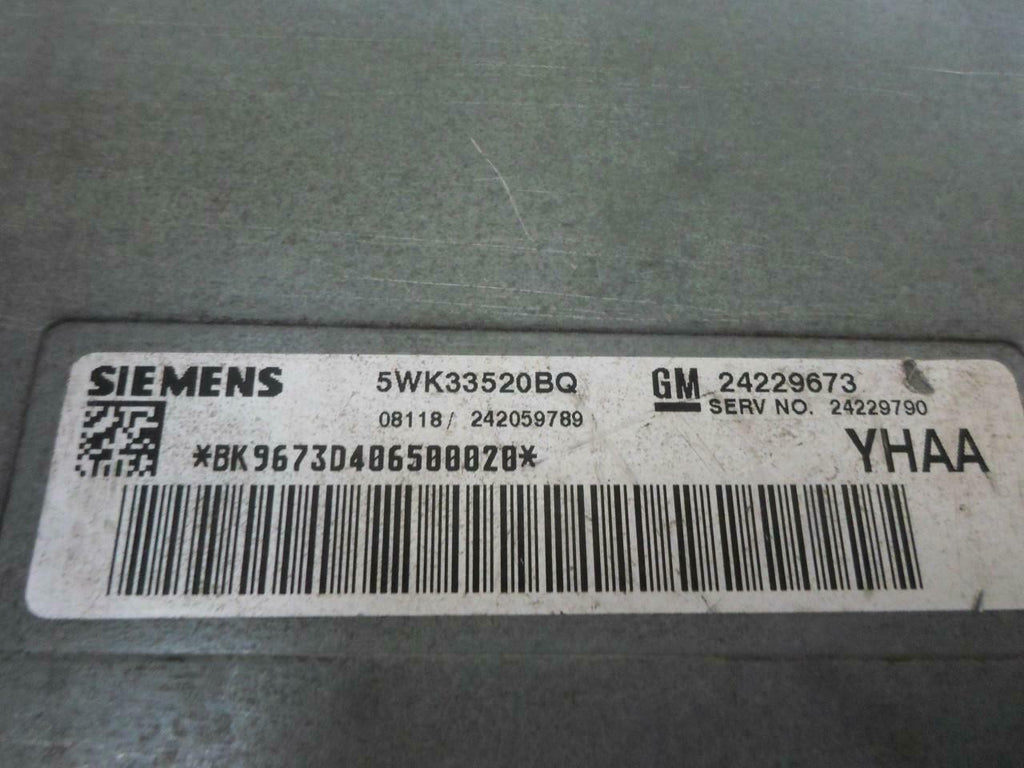 SIEMENS 5WK33520BQ GM 24229673
08118/ 242059789 SERV NO. 24229790
*BK9673D406500020* YHAA